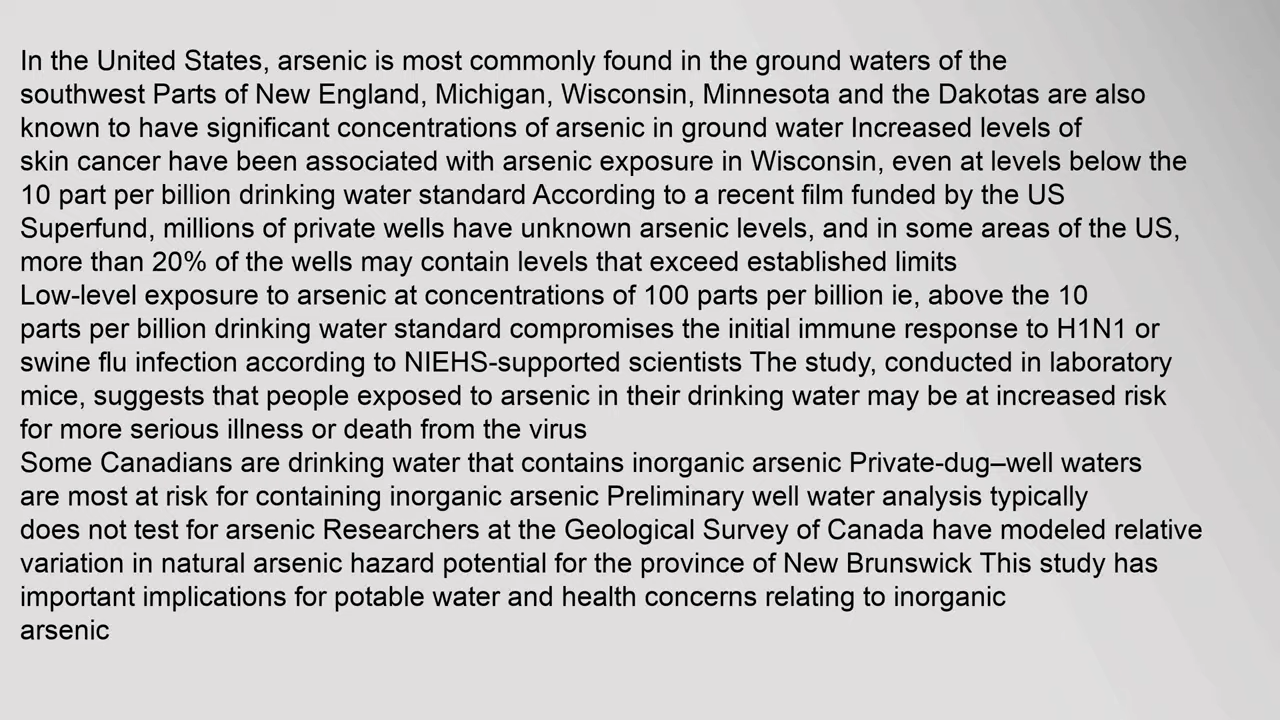 In the United States, arsenic is most commonly found in the ground waters of the
southwest Parts of New England, Michigan, Wisconsin, Minnesota and the Dakotas are also
known to have significant concentrations of arsenic in ground water Increased levels of
skin cancer have been associated with arsenic exposure in Wisconsin, even at levels below the
10 part per billion drinking water standard According to a recent film funded by the US
Superfund, millions of private wells have unknown arsenic levels, and in some areas of the US,
more than 20% of the wells may contain levels that exceed established limits
Low-level exposure to arsenic at concentrations of 100 parts per billion ie, above the 10
parts per billion drinking water standard compromises the initial immune response to H1N1 or
swine flu infection according to NIEHS-supported scientists The study, conducted in laboratory
mice, suggests that people exposed to arsenic in their drinking water may be at increased risk
for more serious illness or death from the virus
Some Canadians are drinking water that contains inorganic arsenic Private-dug–well waters
are most at risk for containing inorganic arsenic Preliminary well water analysis typically
does not test for arsenic Researchers at the Geological Survey of Canada have modeled relative
variation in natural arsenic hazard potential for the province of New Brunswick This study has
important implications for potable water and health concerns relating to inorganic
arsenic